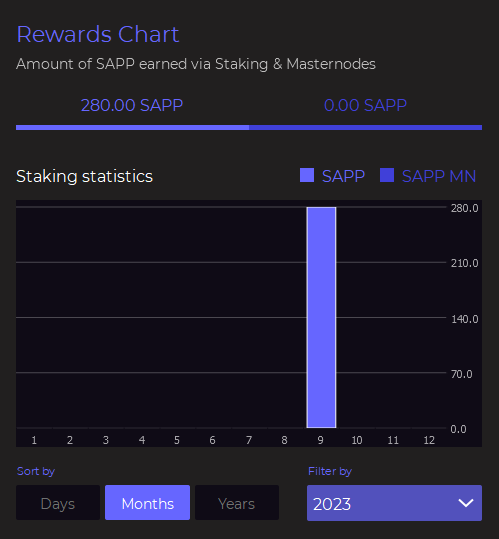 Rewards Chart
Amount of SAPP earned via Staking & Masternodes
280.00 SAPP 0.00 SAPP
Staking statistics SAPP SAPP MN
280.0
210.0
140.0
70.0
0.0
1 2 3 4 5 6 7 8 9 10 11 12
Sort by Filter by
Days Months Years 2023